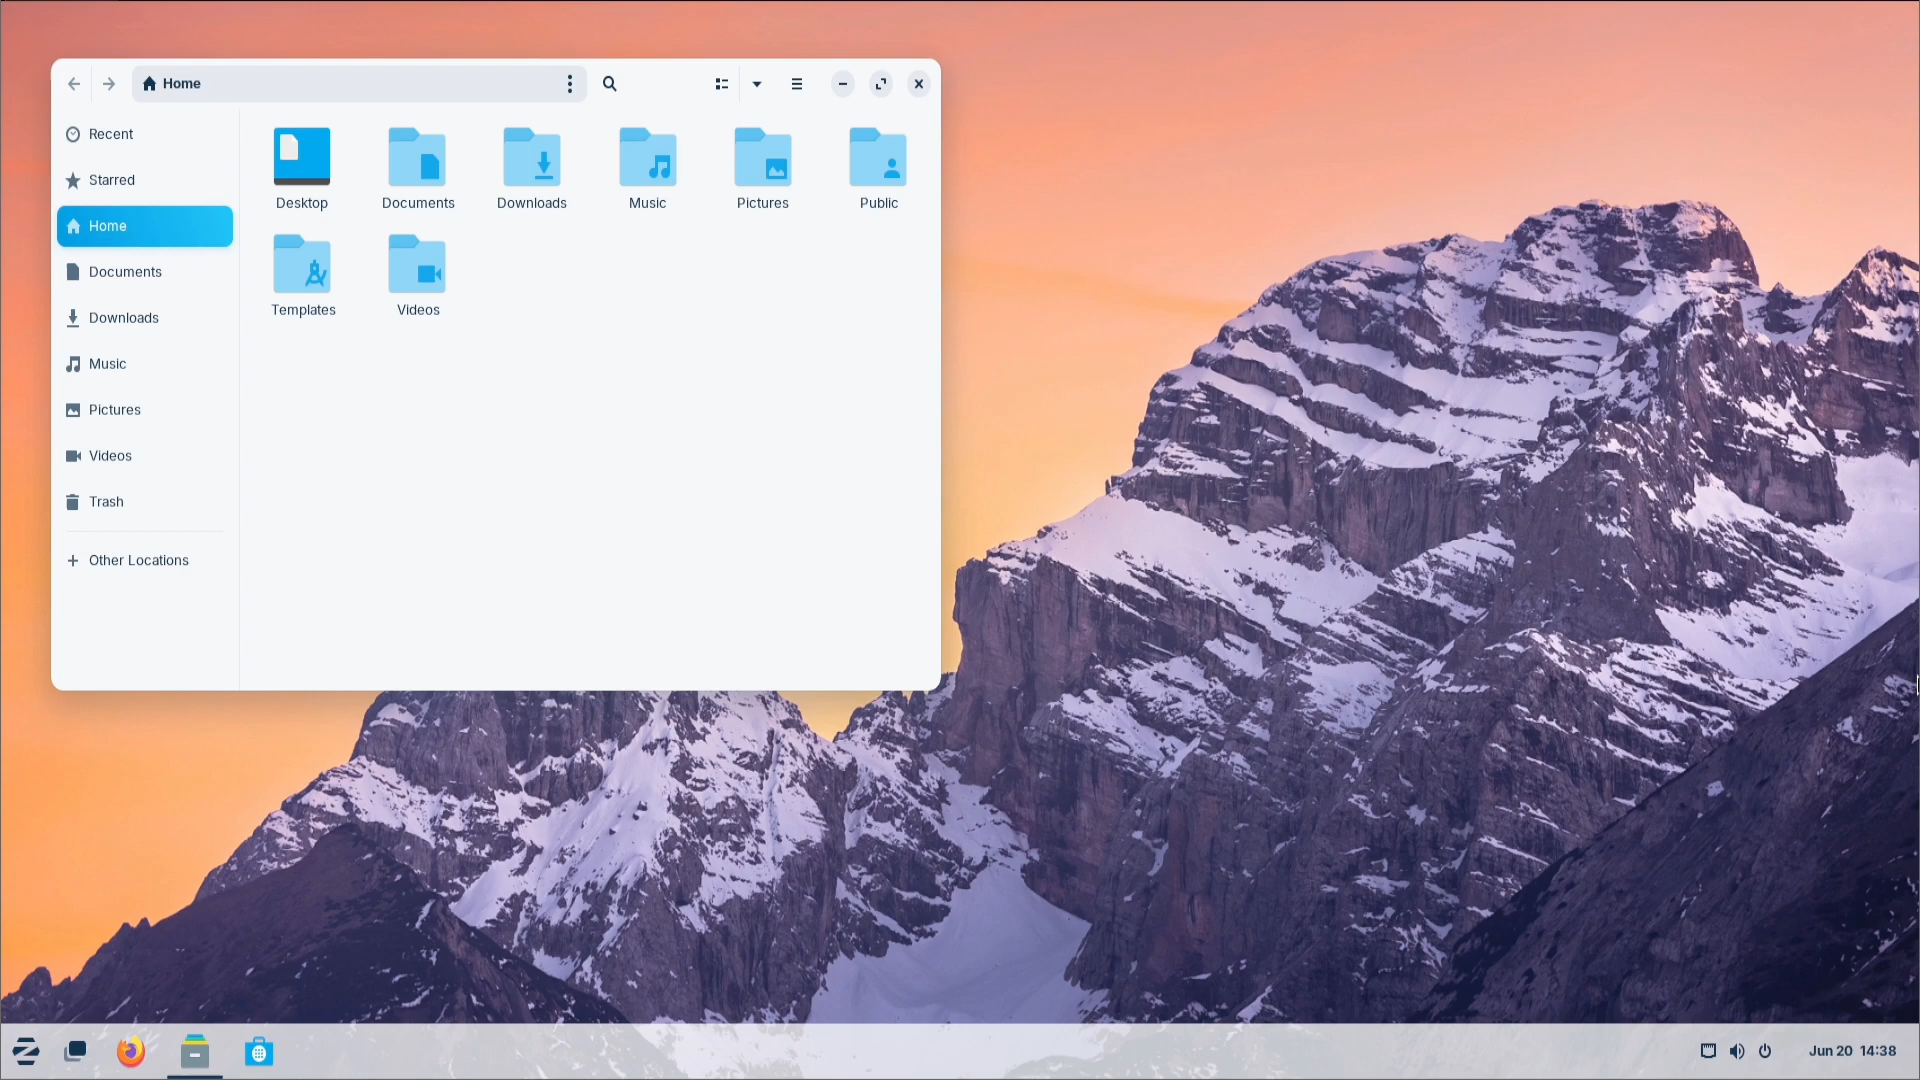 Home
Recent
Starred
Home
Documents
Downloads
Music
Pictures
Videos
Trash
Other Locations
Desktop
Documents
Downloads
Music
Pictures
Public
Templates
Videos
Jun 20 14:38